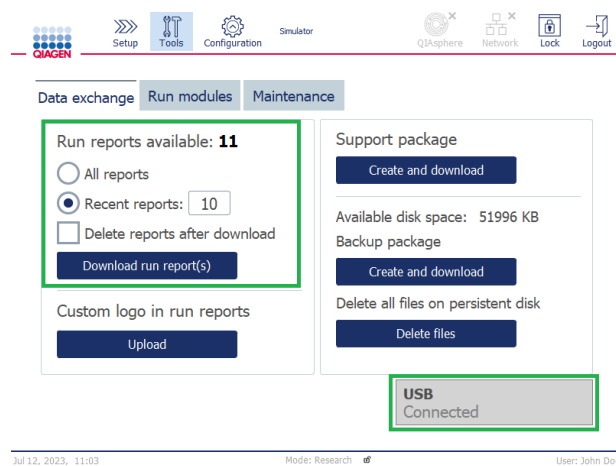 QIAGEN
Setup
Tools
Configuration
Simulator
QIAsphere
Network
Lock
Logout
Data exchange
Run modules
Maintenance
Run reports available: 11
All reports
Recent reports: 10
Delete reports after download
Download run report(s)
Custom logo in run reports
Upload
Support package
Create and download
Available disk space: 51996 KB
Backup package
Create and download
Delete all files on persistent disk
Delete files
USB
Connected
Jul 12, 2023, 11:03
Mode: Research
User: John Do